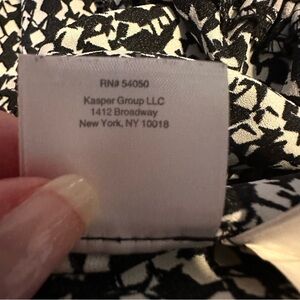 RN# 54050
Kasper Group LLC
1412 Broadway
New York, NY 10018